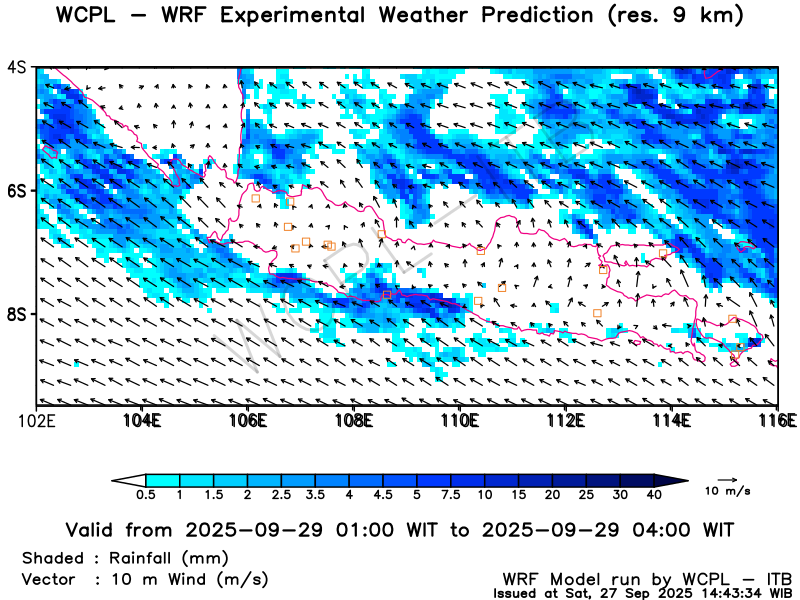 WCPL – WRF Experimental Weather Prediction (res. 9 km)
4S
6S
8S
WCPL ITB
102E 104E 106E 108E 110E 112E 114E 116E
0.5 1 1.5 2 2.5 3.5 4 4.5 5 7.5 10 15 20 25 30 40
10 m/s
Valid from 2025-09-29 01:00 WIT to 2025-09-29 04:00 WIT
Shaded : Rainfall (mm)
Vector : 10 m Wind (m/s)
WRF Model run by WCPL – ITB
Issued at Sat, 27 Sep 2025 14:43:34 WIB